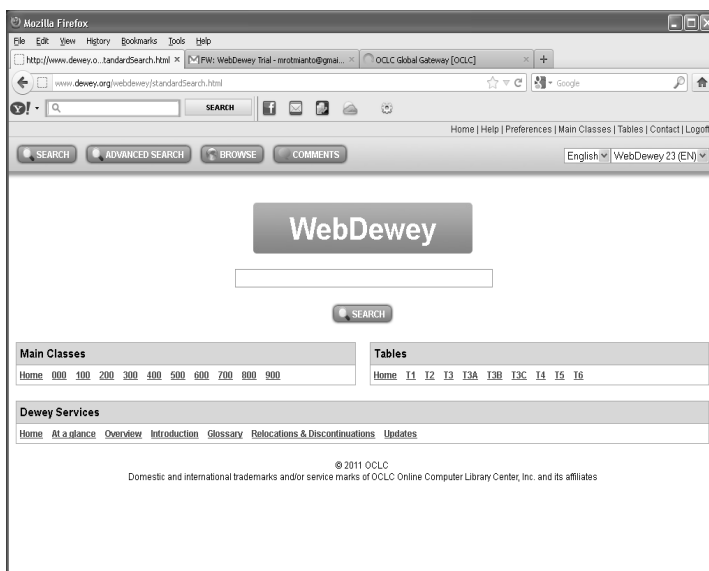 Mozilla Firefox
File Edit View History Bookmarks Tools Help
http://www.dewey.o...tandardSearch.html × FW: WebDewey Trial - mrotmianto@gmai... × OCLC Global Gateway [OCLC] × +
www.dewey.org/webdewey/standardSearch.html Google
Y! SEARCH
Home | Help | Preferences | Main Classes | Tables | Contact | Logoff
SEARCH ADVANCED SEARCH BROWSE COMMENTS English WebDewey 23 (EN)
WebDewey
SEARCH
Main Classes
Home 000 100 200 300 400 500 600 700 800 900
Tables
Home T1 T2 T3 T3A T3B T3C T4 T5 T6
Dewey Services
Home At a glance Overview Introduction Glossary Relocations & Discontinuations Updates
© 2011 OCLC
Domestic and international trademarks and/or service marks of OCLC Online Computer Library Center, Inc. and its affiliates